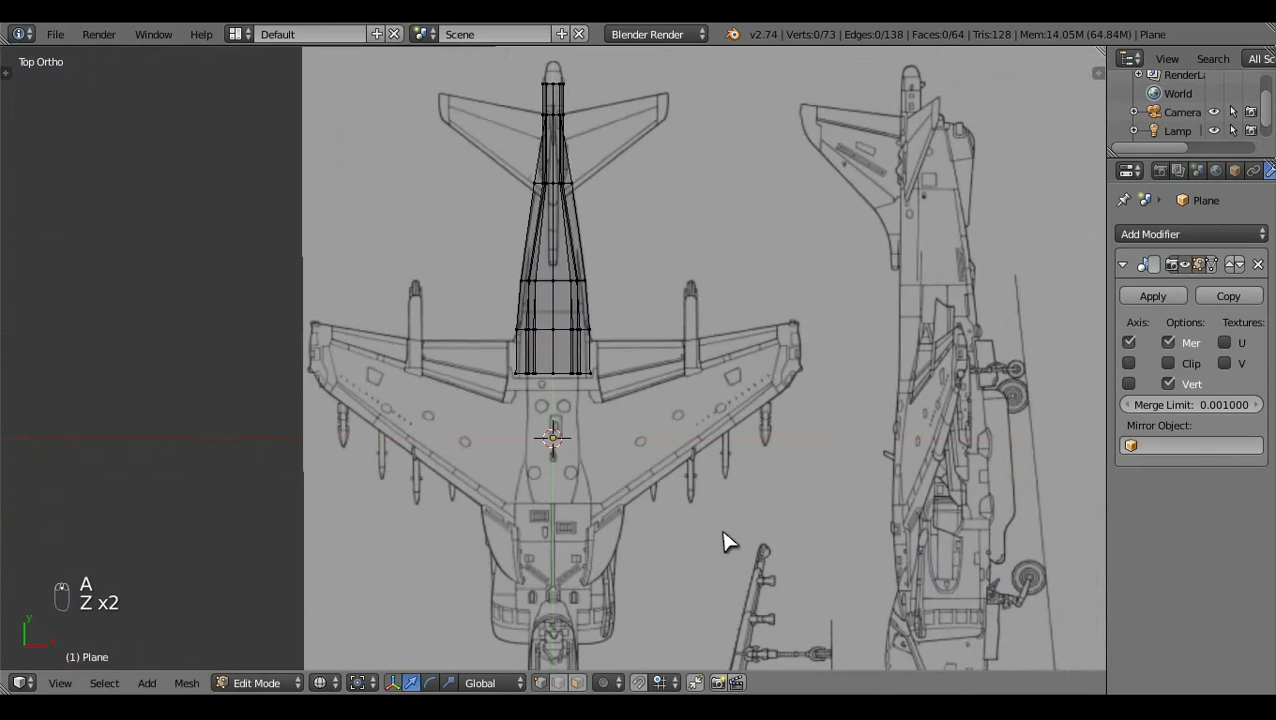 File Render Window Help Default Scene Blender Render v2.74 | Verts:0/73 | Edges:0/138 | Faces:0/64 | Tris:128 | Mem:14.05M (64.84M) | Plane
Top Ortho
View Search All Sc
RenderLa
World
Camera
Lamp
Plane
Add Modifier
Apply Copy
Axis: Options: Textures:
Mer U
Clip V
Vert
Merge Limit: 0.001000
Mirror Object:
A
Z x2
y
x
(1) Plane
View Select Add Mesh Edit Mode Global